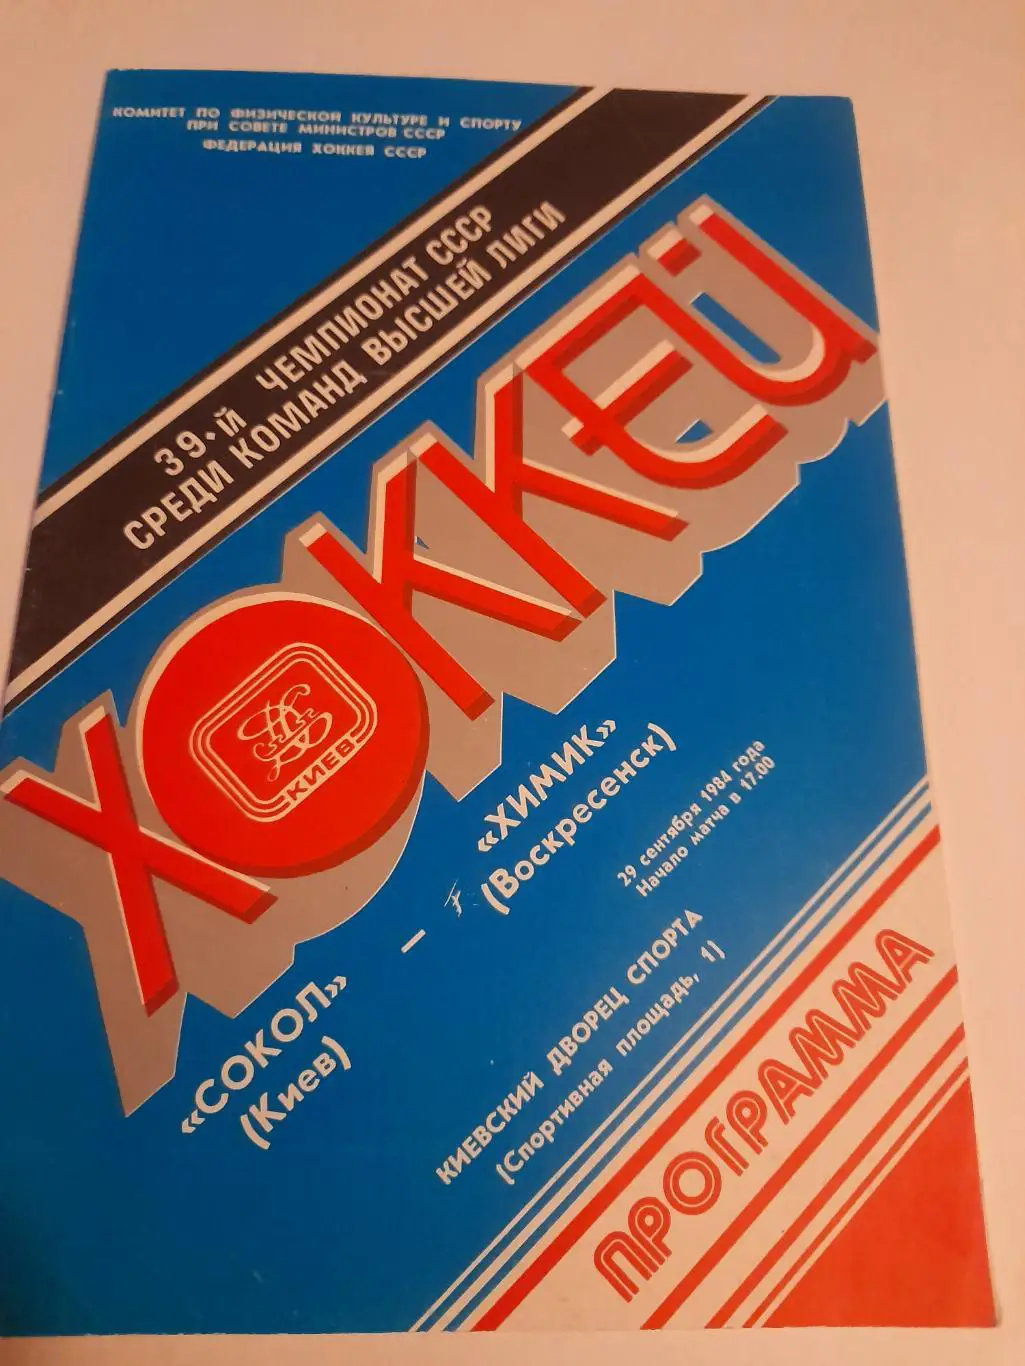 КОМИТЕТ ПО ФИЗИЧЕСКОЙ КУЛЬТУРЕ И СПОРТУ
ПРИ СОВЕТЕ МИНИСТРОВ СССР
ФЕДЕРАЦИЯ ХОККЕЯ СССР
39-Й ЧЕМПИОНАТ СССР
СРЕДИ КОМАНД ВЫСШЕЙ ЛИГИ
ХОККЕЙ
КИЕВ
«СОКОЛ» – «ХИМИК»
(Киев) (Воскресенск)
29 сентября 1984 года
Начало матча в 17.00
КИЕВСКИЙ ДВОРЕЦ СПОРТА
(Спортивная площадь, 1)
ПРОГРАММА